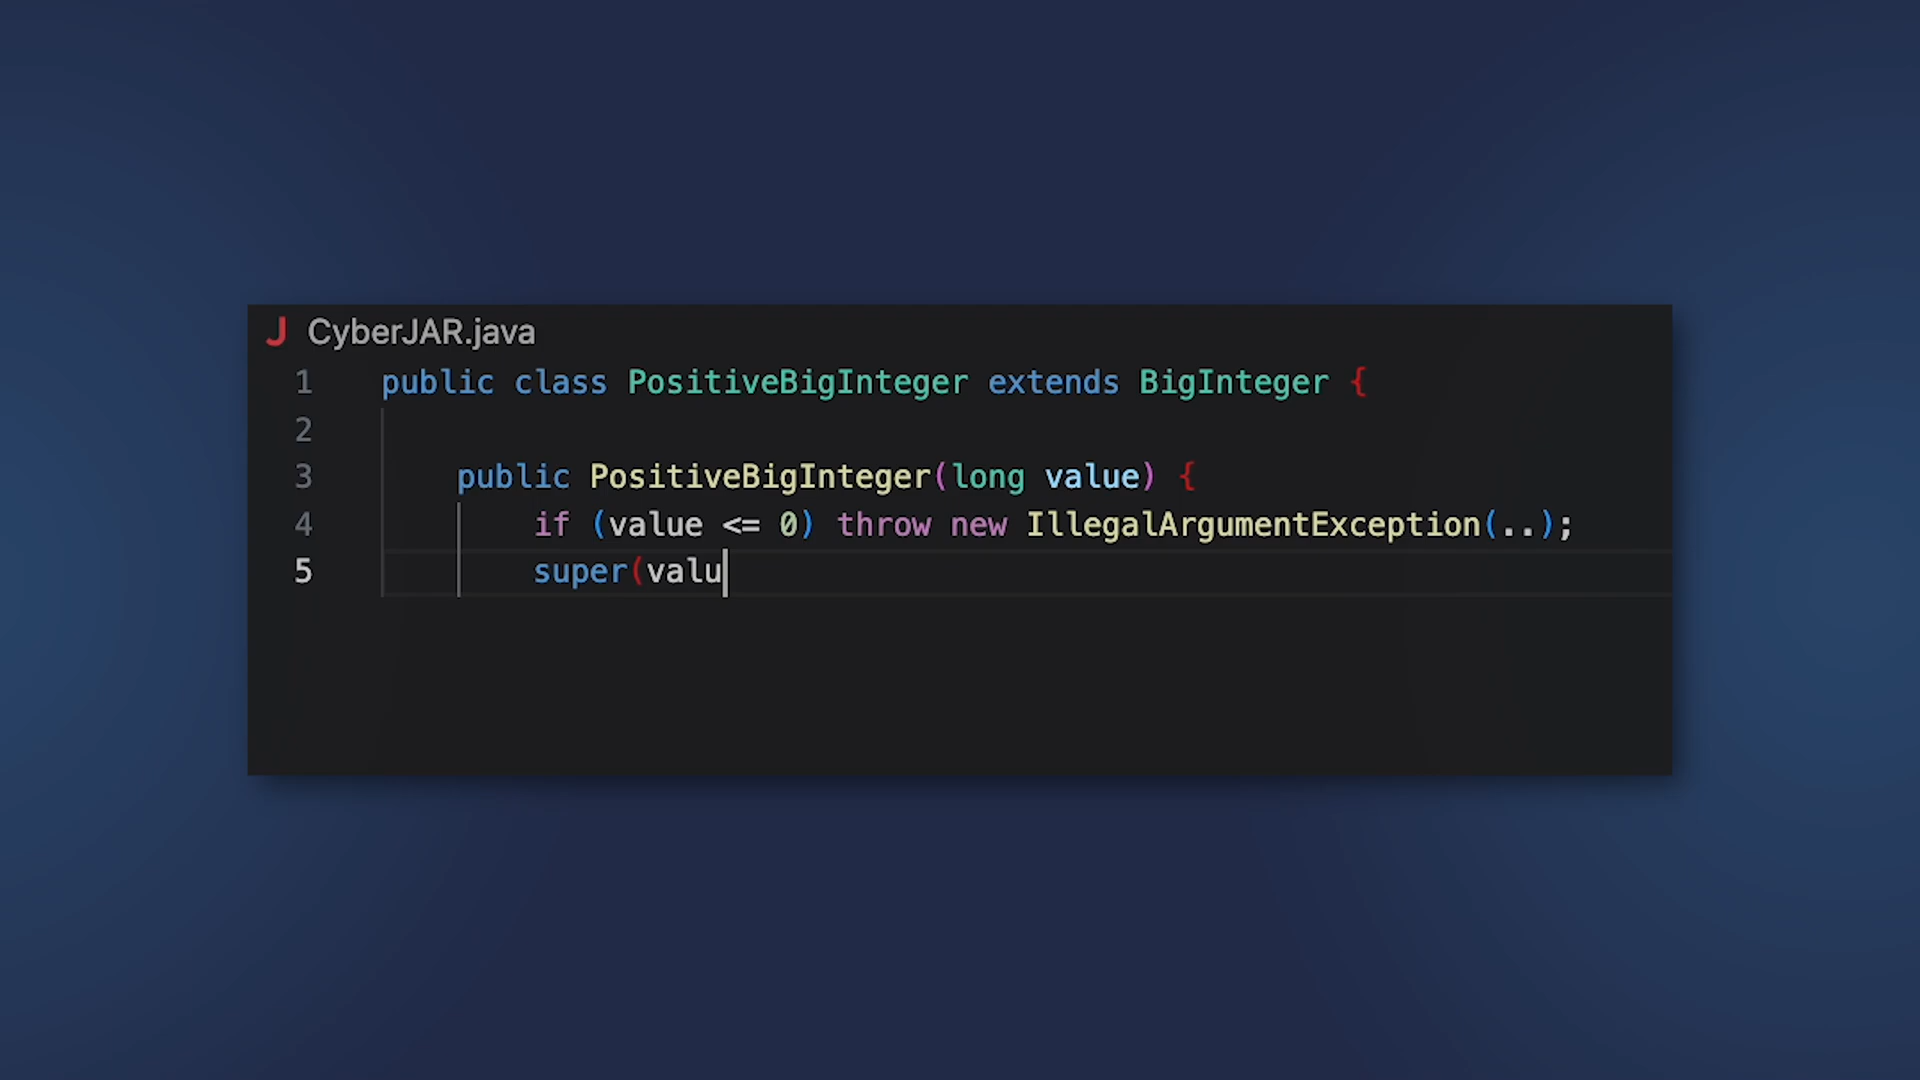 J CyberJAR.java
1 public class PositiveBigInteger extends BigInteger {
2
3 public PositiveBigInteger(long value) {
4 if (value <= 0) throw new IllegalArgumentException(..);
5 super(valu